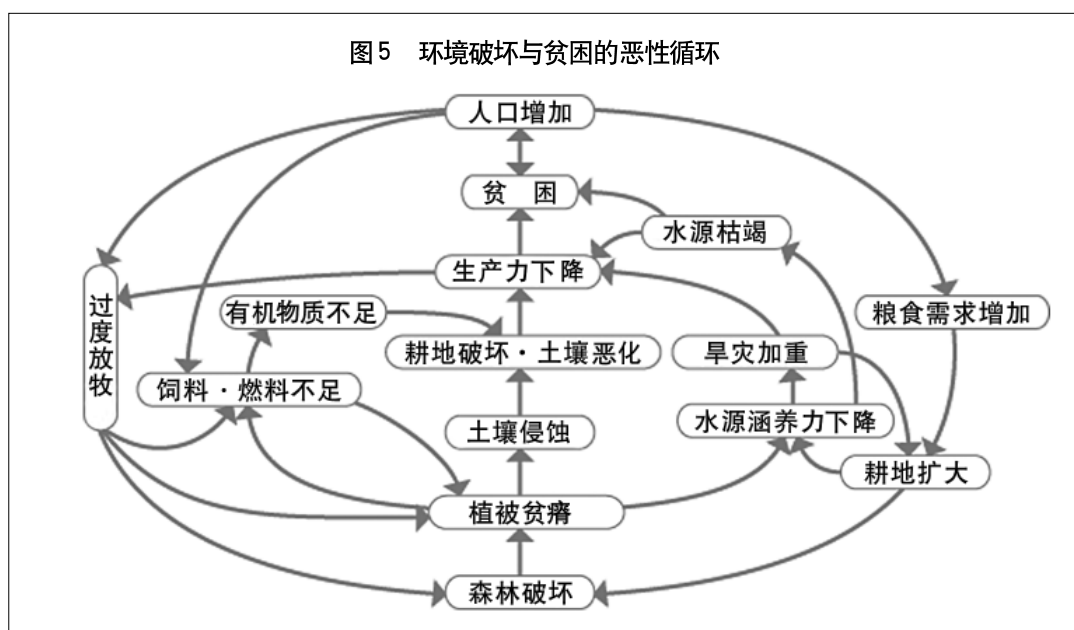 图5 环境破坏与贫困的恶性循环
人口增加
贫 困
水源枯竭
生产力下降
过度放牧
有机物质不足
粮食需求增加
耕地破坏·土壤恶化
旱灾加重
饲料·燃料不足
水源涵养力下降
土壤侵蚀
耕地扩大
植被贫瘠
森林破坏